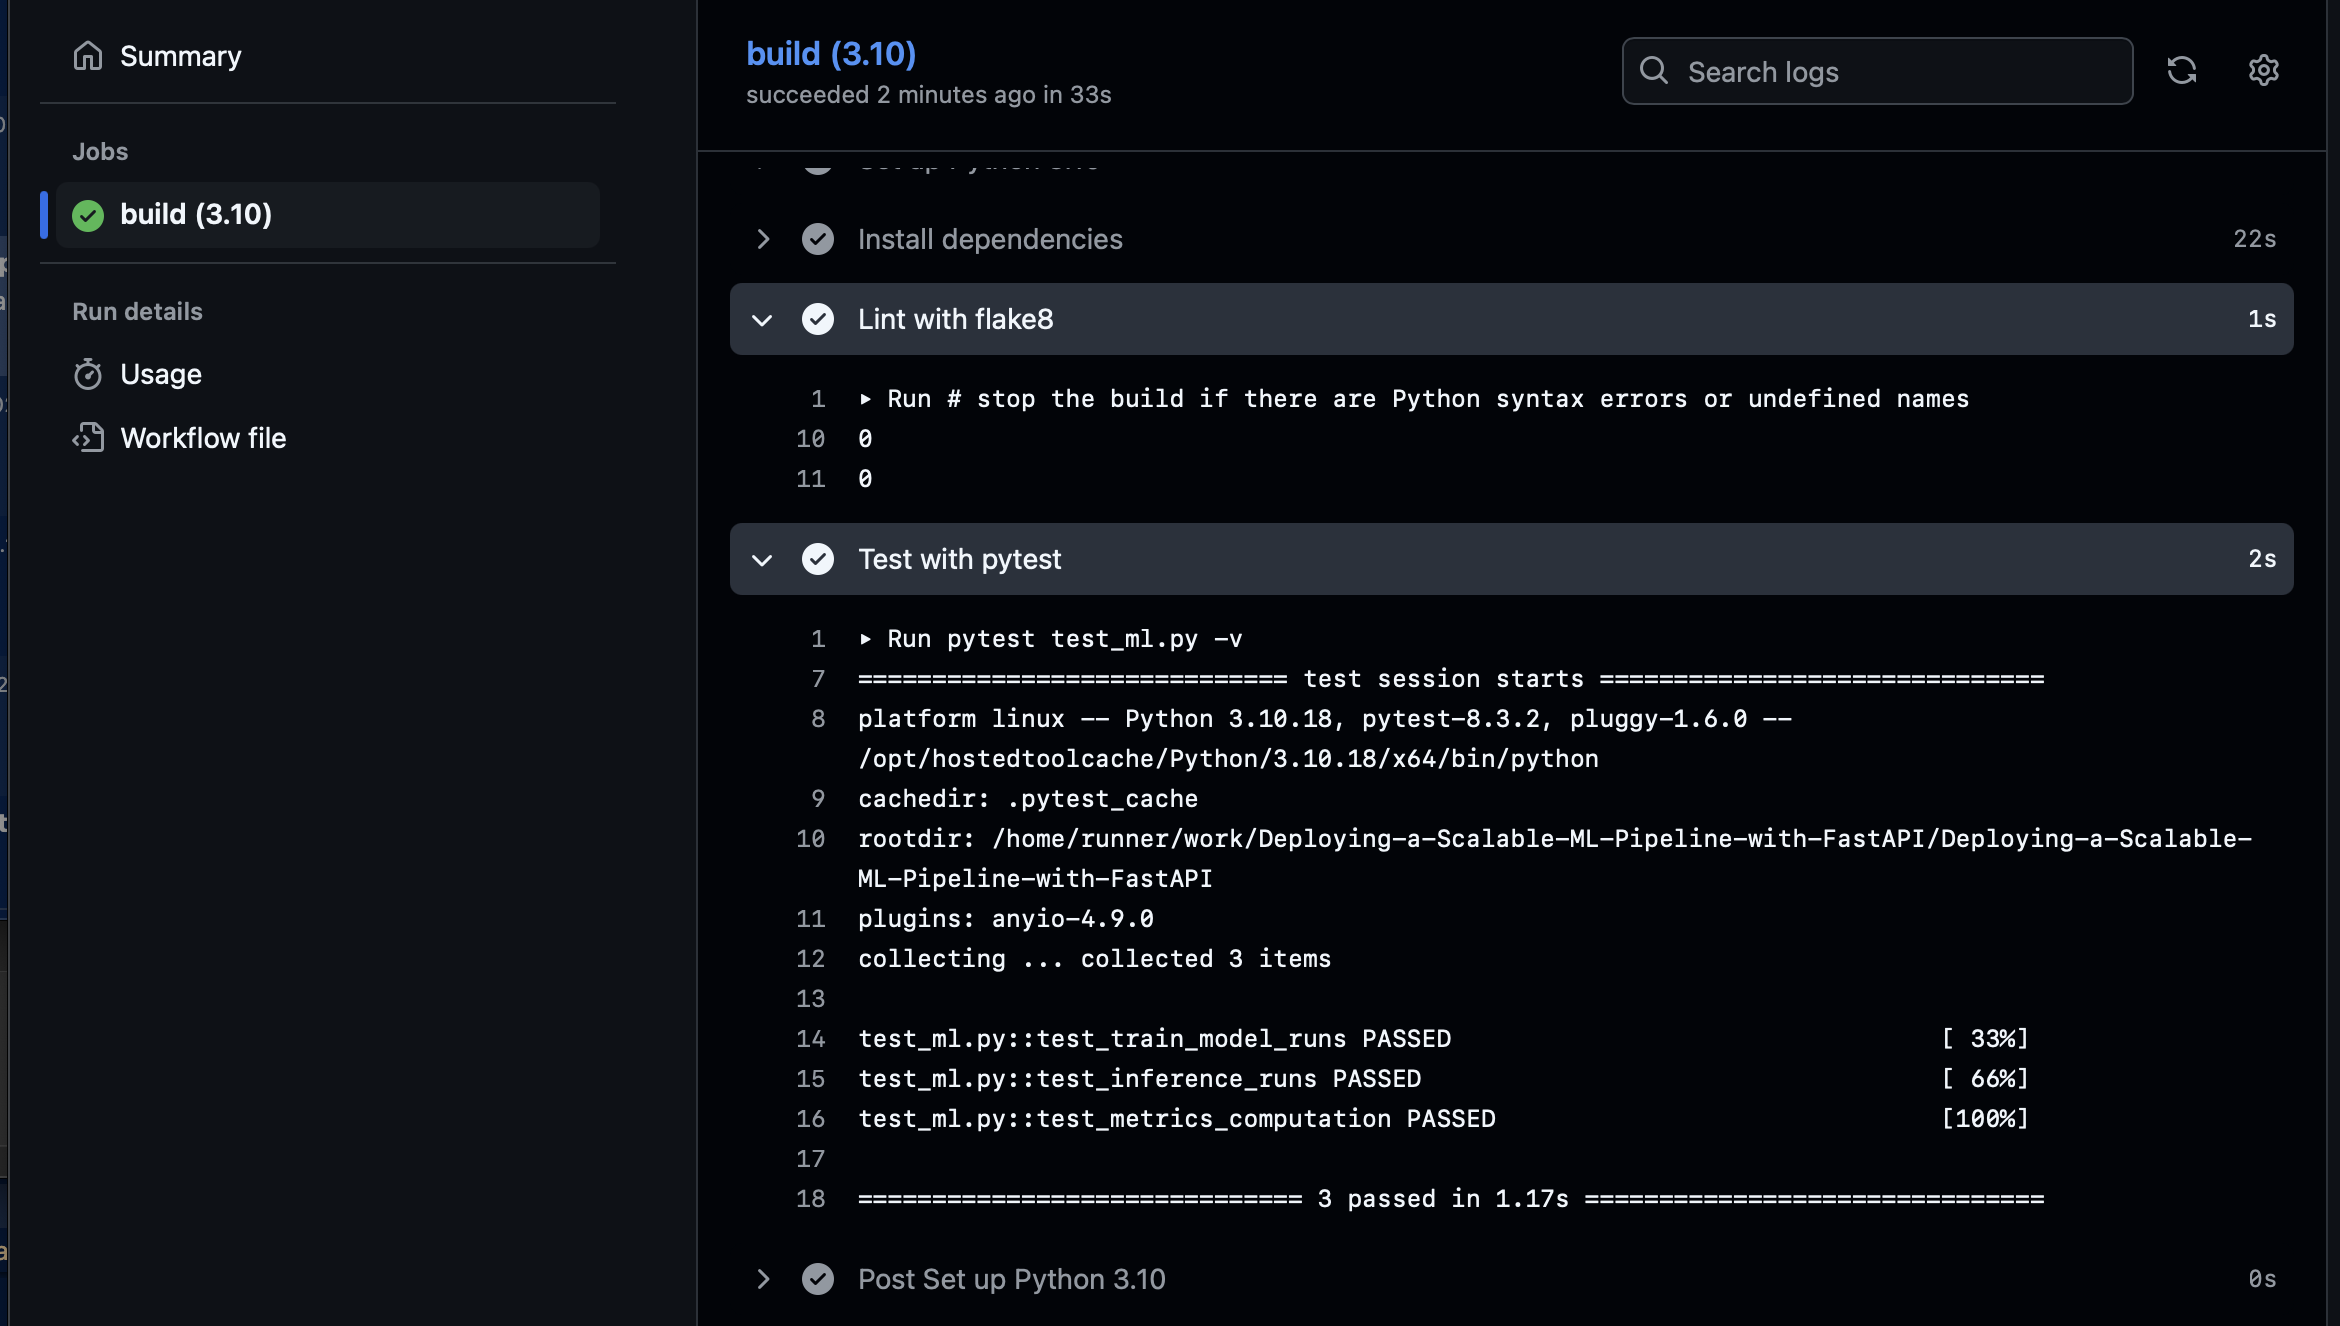 Summary
Jobs
build (3.10)
Run details
Usage
Workflow file
build (3.10)
succeeded 2 minutes ago in 33s
Search logs
Install dependencies 22s
Lint with flake8 1s
1 ▸ Run # stop the build if there are Python syntax errors or undefined names
10 0
11 0
Test with pytest 2s
1 ▸ Run pytest test_ml.py -v
7 ============================= test session starts ==============================
8 platform linux -- Python 3.10.18, pytest-8.3.2, pluggy-1.6.0 --
/opt/hostedtoolcache/Python/3.10.18/x64/bin/python
9 cachedir: .pytest_cache
10 rootdir: /home/runner/work/Deploying-a-Scalable-ML-Pipeline-with-FastAPI/Deploying-a-Scalable-
ML-Pipeline-with-FastAPI
11 plugins: anyio-4.9.0
12 collecting ... collected 3 items
13
14 test_ml.py::test_train_model_runs PASSED [ 33%]
15 test_ml.py::test_inference_runs PASSED [ 66%]
16 test_ml.py::test_metrics_computation PASSED [100%]
17
18 ============================== 3 passed in 1.17s ===============================
Post Set up Python 3.10 0s